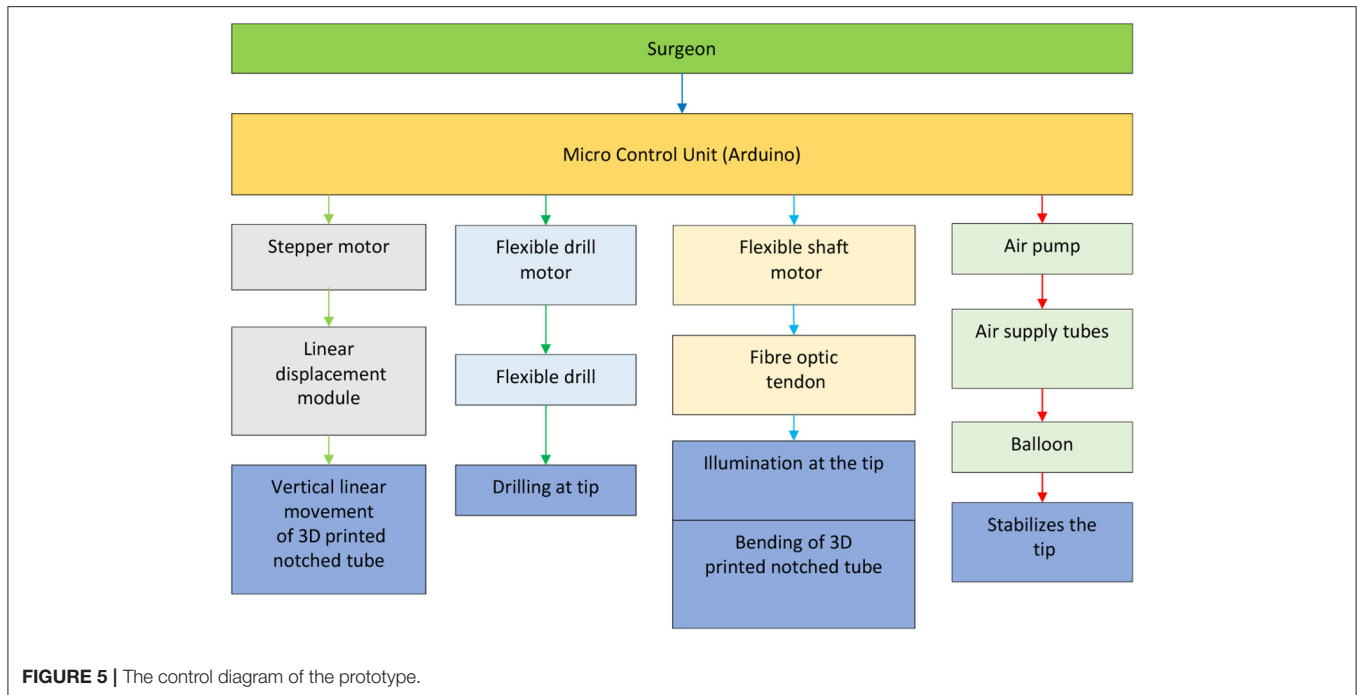 Surgeon
Micro Control Unit (Arduino)
Stepper motor
Linear
displacement
module
Vertical linear
movement
of 3D printed
notched tube
Flexible drill
motor
Flexible drill
Drilling at tip
Flexible shaft
motor
Fibre optic
tendon
Illumination at the tip
Bending of 3D
printed notched tube
Air pump
Air supply tubes
Balloon
Stabilizes the
tip
FIGURE 5 | The control diagram of the prototype.